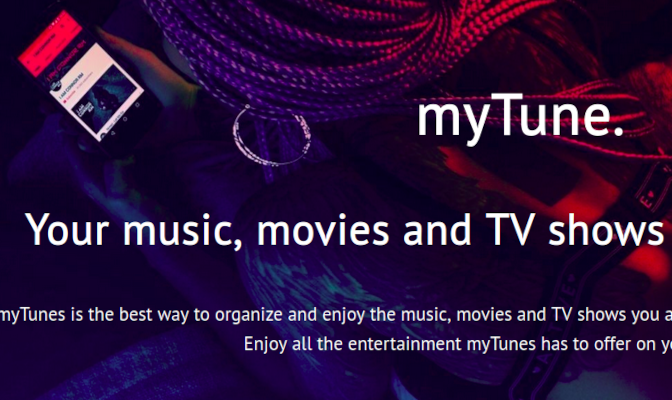 myTune.
Your music, movies and TV shows
myTunes is the best way to organize and enjoy the music, movies and TV shows you a
Enjoy all the entertainment myTunes has to offer on yo